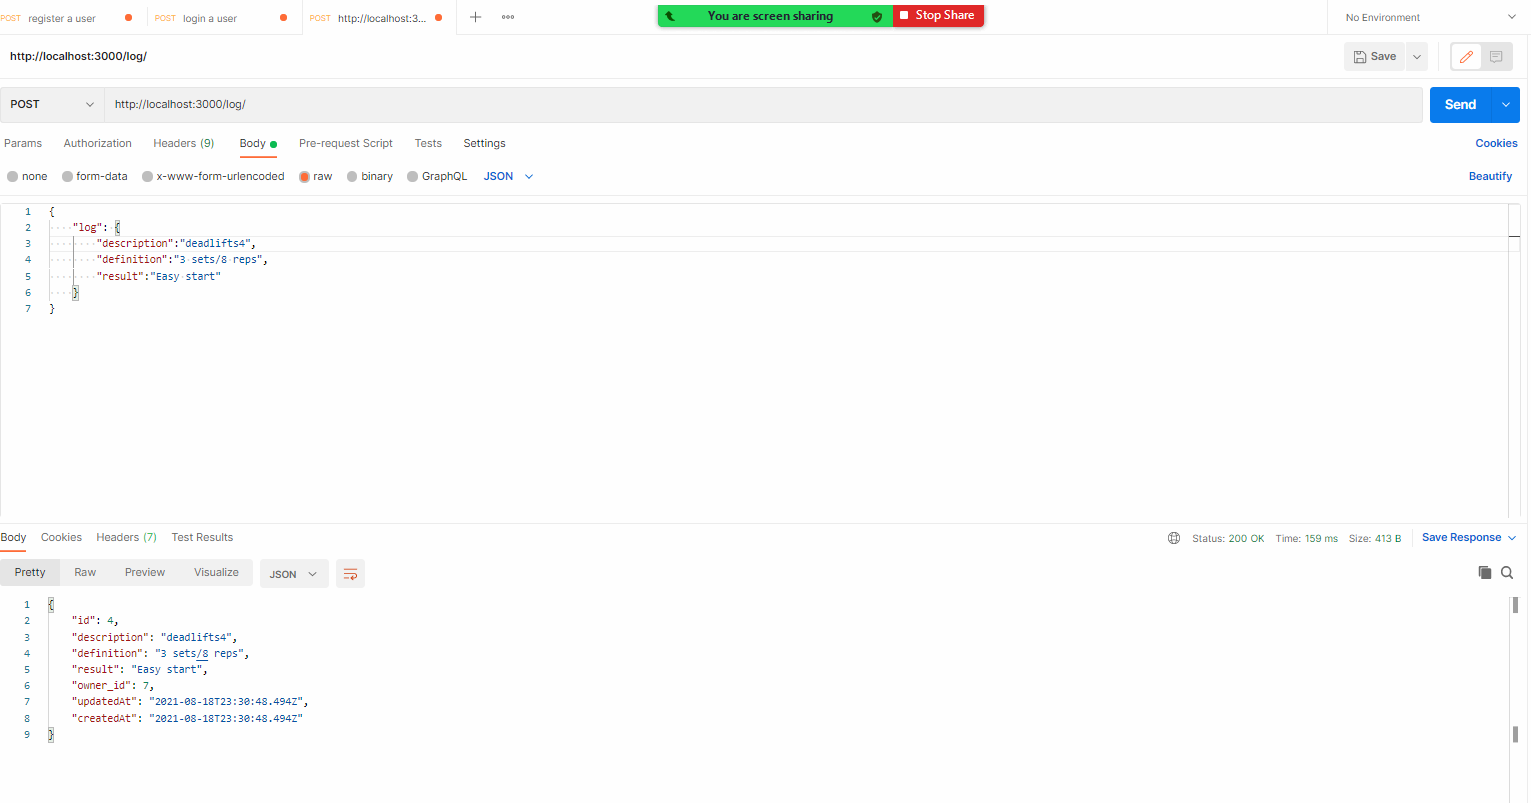 POST register a user POST login a user POST http://localhost:3... You are screen sharing Stop Share No Environment
http://localhost:3000/log/ Save
POST http://localhost:3000/log/ Send
Params Authorization Headers (9) Body Pre-request Script Tests Settings Cookies
none form-data x-www-form-urlencoded raw binary GraphQL JSON Beautify
1 {
2 "log": {
3 "description":"deadlifts4",
4 "definition":"3 sets/8 reps",
5 "result":"Easy start"
6 }
7 }
Body Cookies Headers (7) Test Results Status: 200 OK Time: 159 ms Size: 413 B Save Response
Pretty Raw Preview Visualize JSON
1 {
2 "id": 4,
3 "description": "deadlifts4",
4 "definition": "3 sets/8 reps",
5 "result": "Easy start",
6 "owner_id": 7,
7 "updatedAt": "2021-08-18T23:30:48.494Z",
8 "createdAt": "2021-08-18T23:30:48.494Z"
9 }